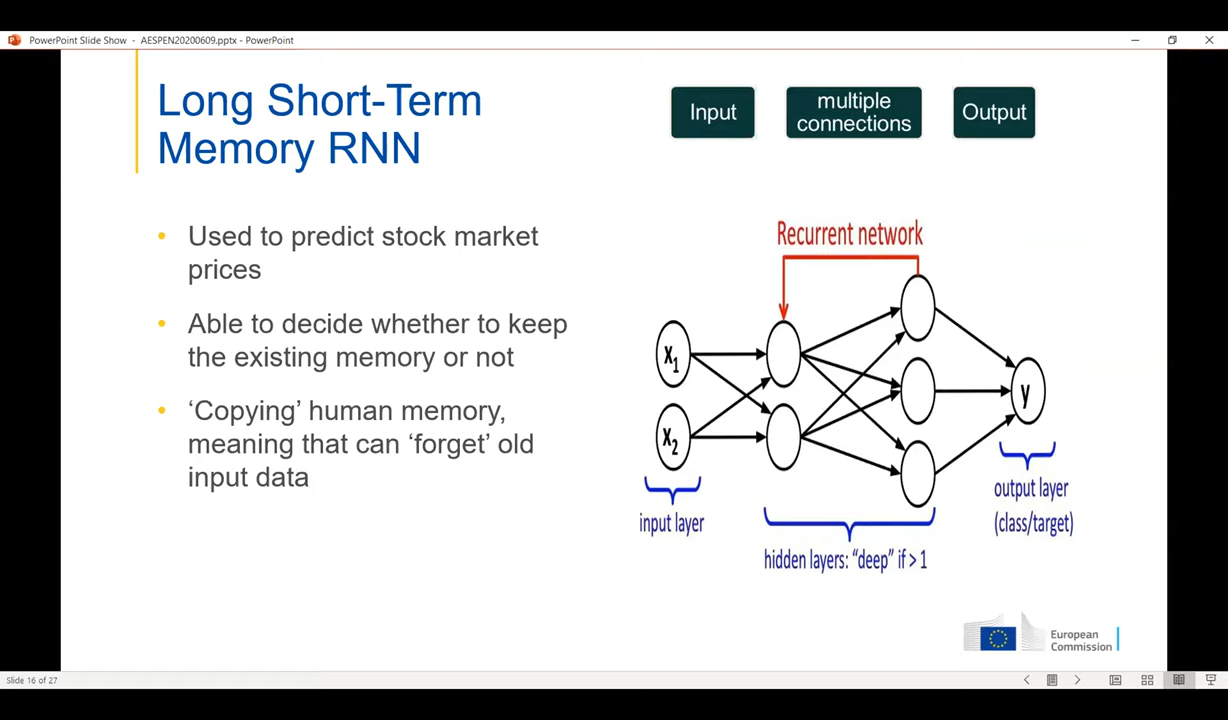 PowerPoint Slide Show - AESPEN20200609.pptx - PowerPoint
Long Short-Term
Memory RNN
Input
multiple
connections
Output
• Used to predict stock market
prices
• Able to decide whether to keep
the existing memory or not
• ‘Copying’ human memory,
meaning that can ‘forget’ old
input data
Recurrent network
x1
x2
y
input layer
hidden layers: “deep” if > 1
output layer
(class/target)
European
Commission
Slide 16 of 27